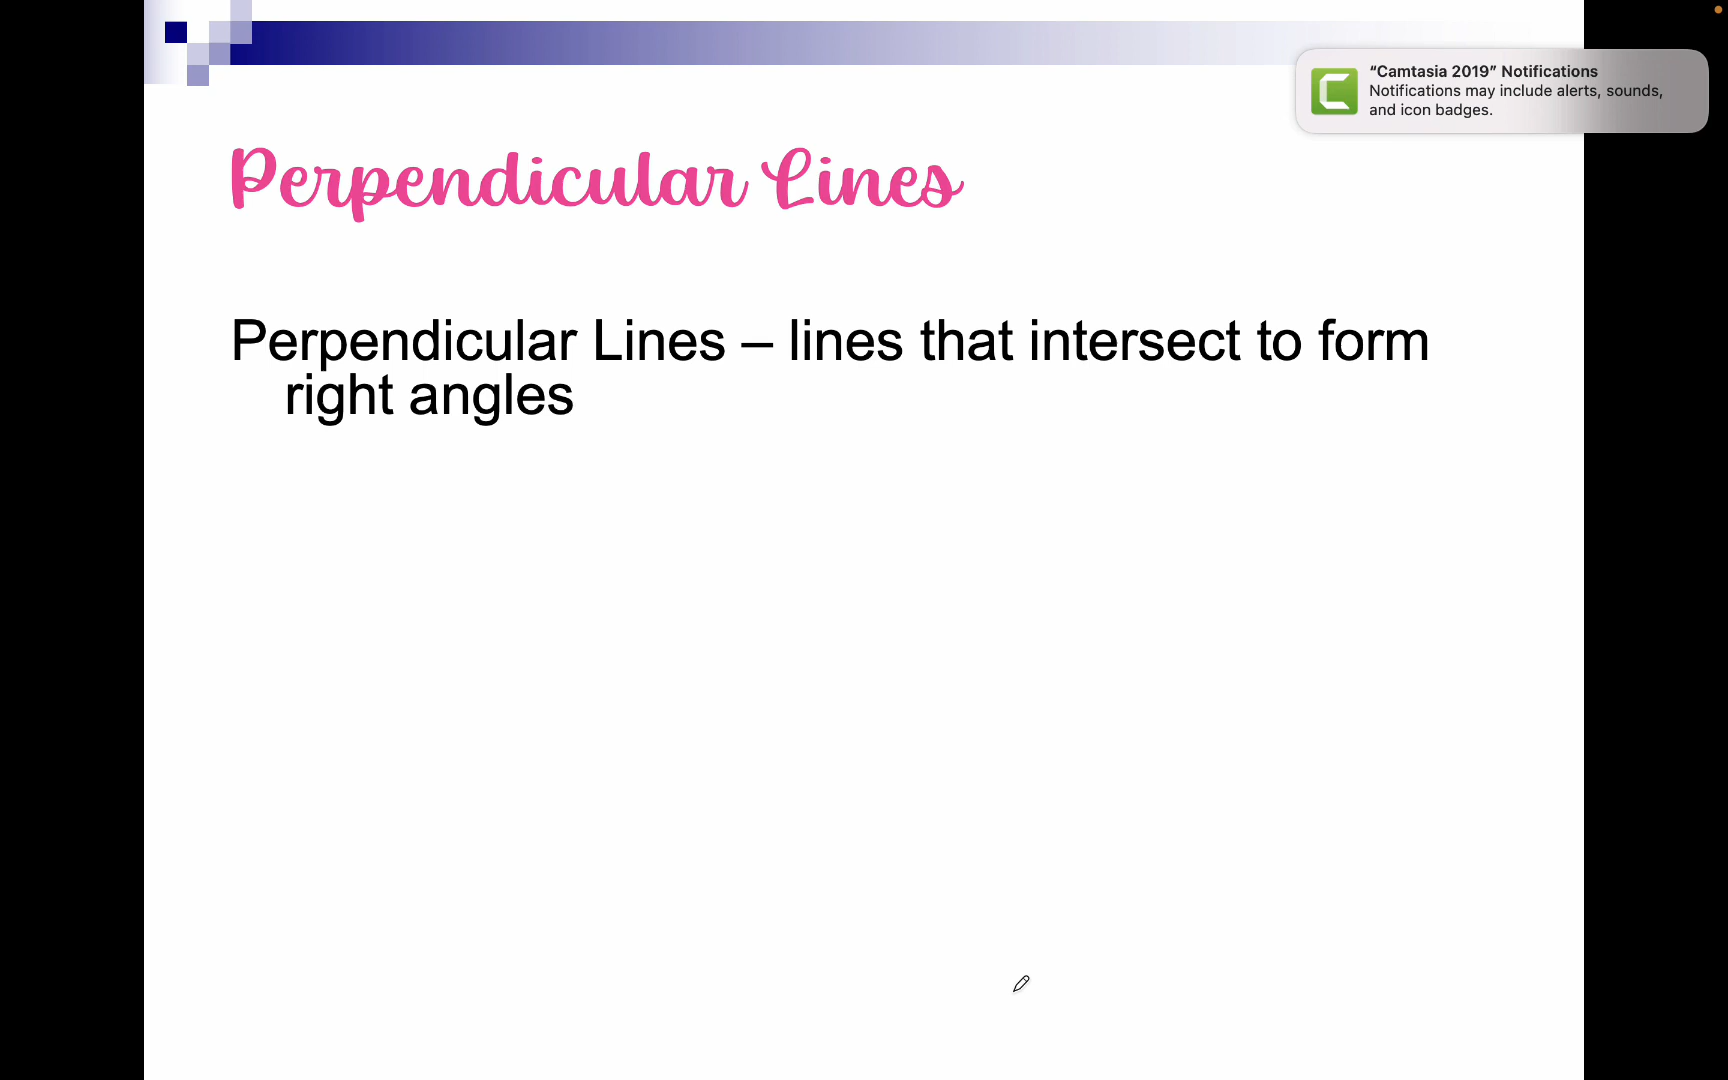 “Camtasia 2019” Notifications
Notifications may include alerts, sounds,
and icon badges.
Perpendicular Lines
Perpendicular Lines – lines that intersect to form
right angles